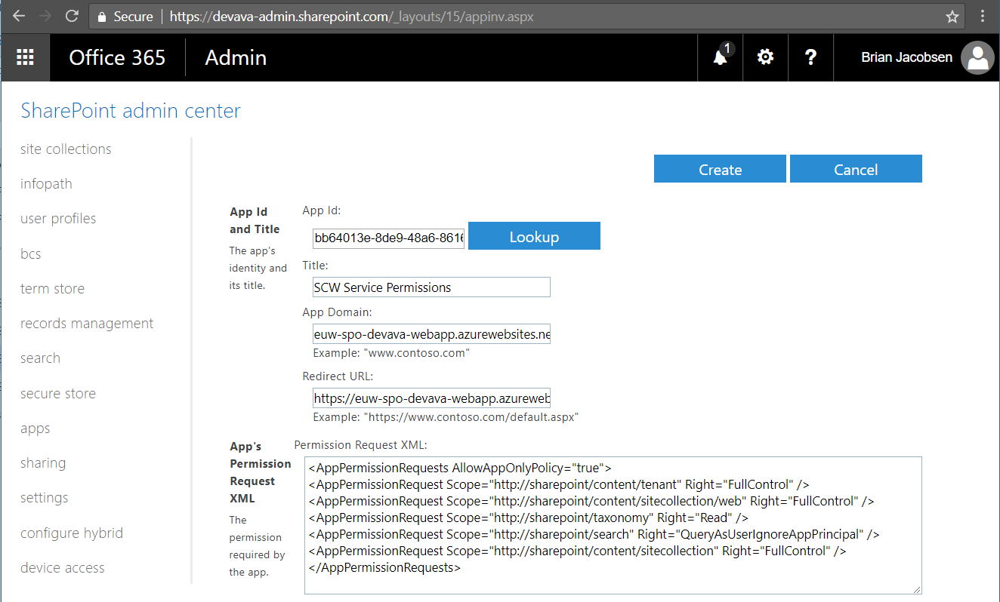 Secure | https://devava-admin.sharepoint.com/_layouts/15/appinv.aspx
Office 365
Admin
1
?
Brian Jacobsen
SharePoint admin center
site collections
infopath
user profiles
bcs
term store
records management
search
secure store
apps
sharing
settings
configure hybrid
device access
Create
Cancel
App Id and Title
The app's identity and its title.
App Id:
bb64013e-8de9-48a6-861
Lookup
Title:
SCW Service Permissions
App Domain:
euw-spo-devava-webapp.azurewebsites.ne
Example: "www.contoso.com"
Redirect URL:
https://euw-spo-devava-webapp.azureweb
Example: "https://www.contoso.com/default.aspx"
App's Permission Request XML
The permission required by the app.
Permission Request XML:
<AppPermissionRequests AllowAppOnlyPolicy="true">
<AppPermissionRequest Scope="http://sharepoint/content/tenant" Right="FullControl" />
<AppPermissionRequest Scope="http://sharepoint/content/sitecollection/web" Right="FullControl" />
<AppPermissionRequest Scope="http://sharepoint/taxonomy" Right="Read" />
<AppPermissionRequest Scope="http://sharepoint/search" Right="QueryAsUserIgnoreAppPrincipal" />
<AppPermissionRequest Scope="http://sharepoint/content/sitecollection" Right="FullControl" />
</AppPermissionRequests>